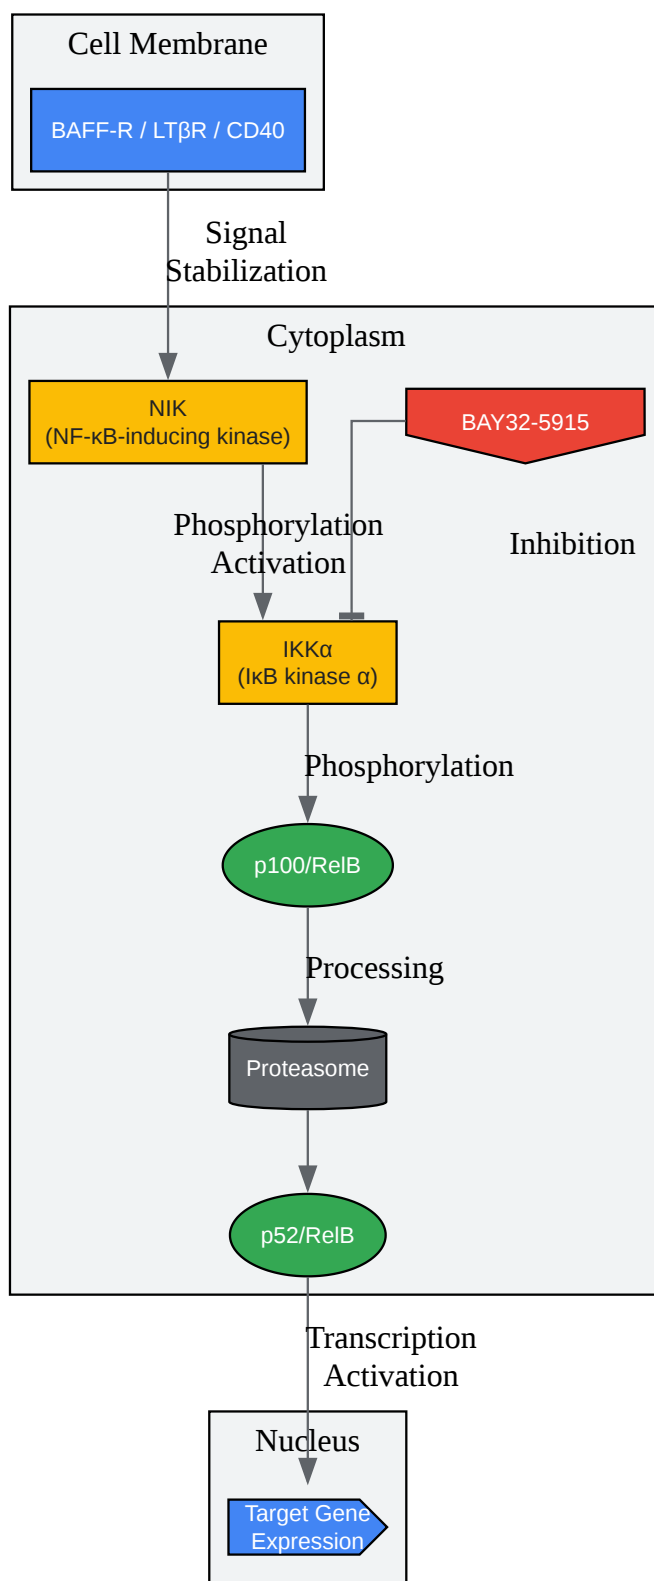 Cell Membrane
BAFF-R / LTβR / CD40
Signal
Stabilization
Cytoplasm
NIK
(NF-κB-inducing kinase)
BAY32-5915
Phosphorylation
Activation
Inhibition
IKKα
(IκB kinase α)
Phosphorylation
p100/RelB
Processing
Proteasome
p52/RelB
Transcription
Activation
Nucleus
Target Gene
Expression